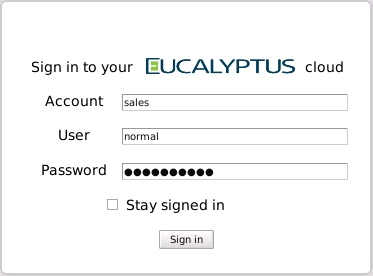 Sign in to your EUCALYPTUS cloud
Account sales
User normal
Password ●●●●●●●●●●
Stay signed in
Sign in